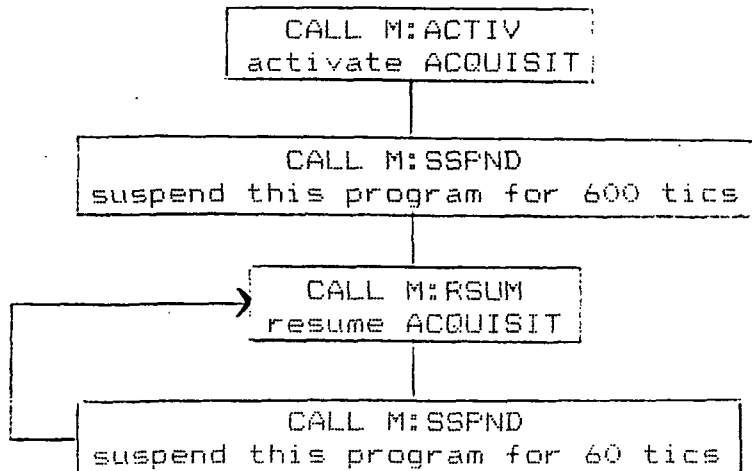 CALL M:ACTIV
activate ACQUISIT
CALL M:SSPND
suspend this program for 600 tics
CALL M:RSUM
resume ACQUISIT
CALL M:SSPND
suspend this program for 60 tics